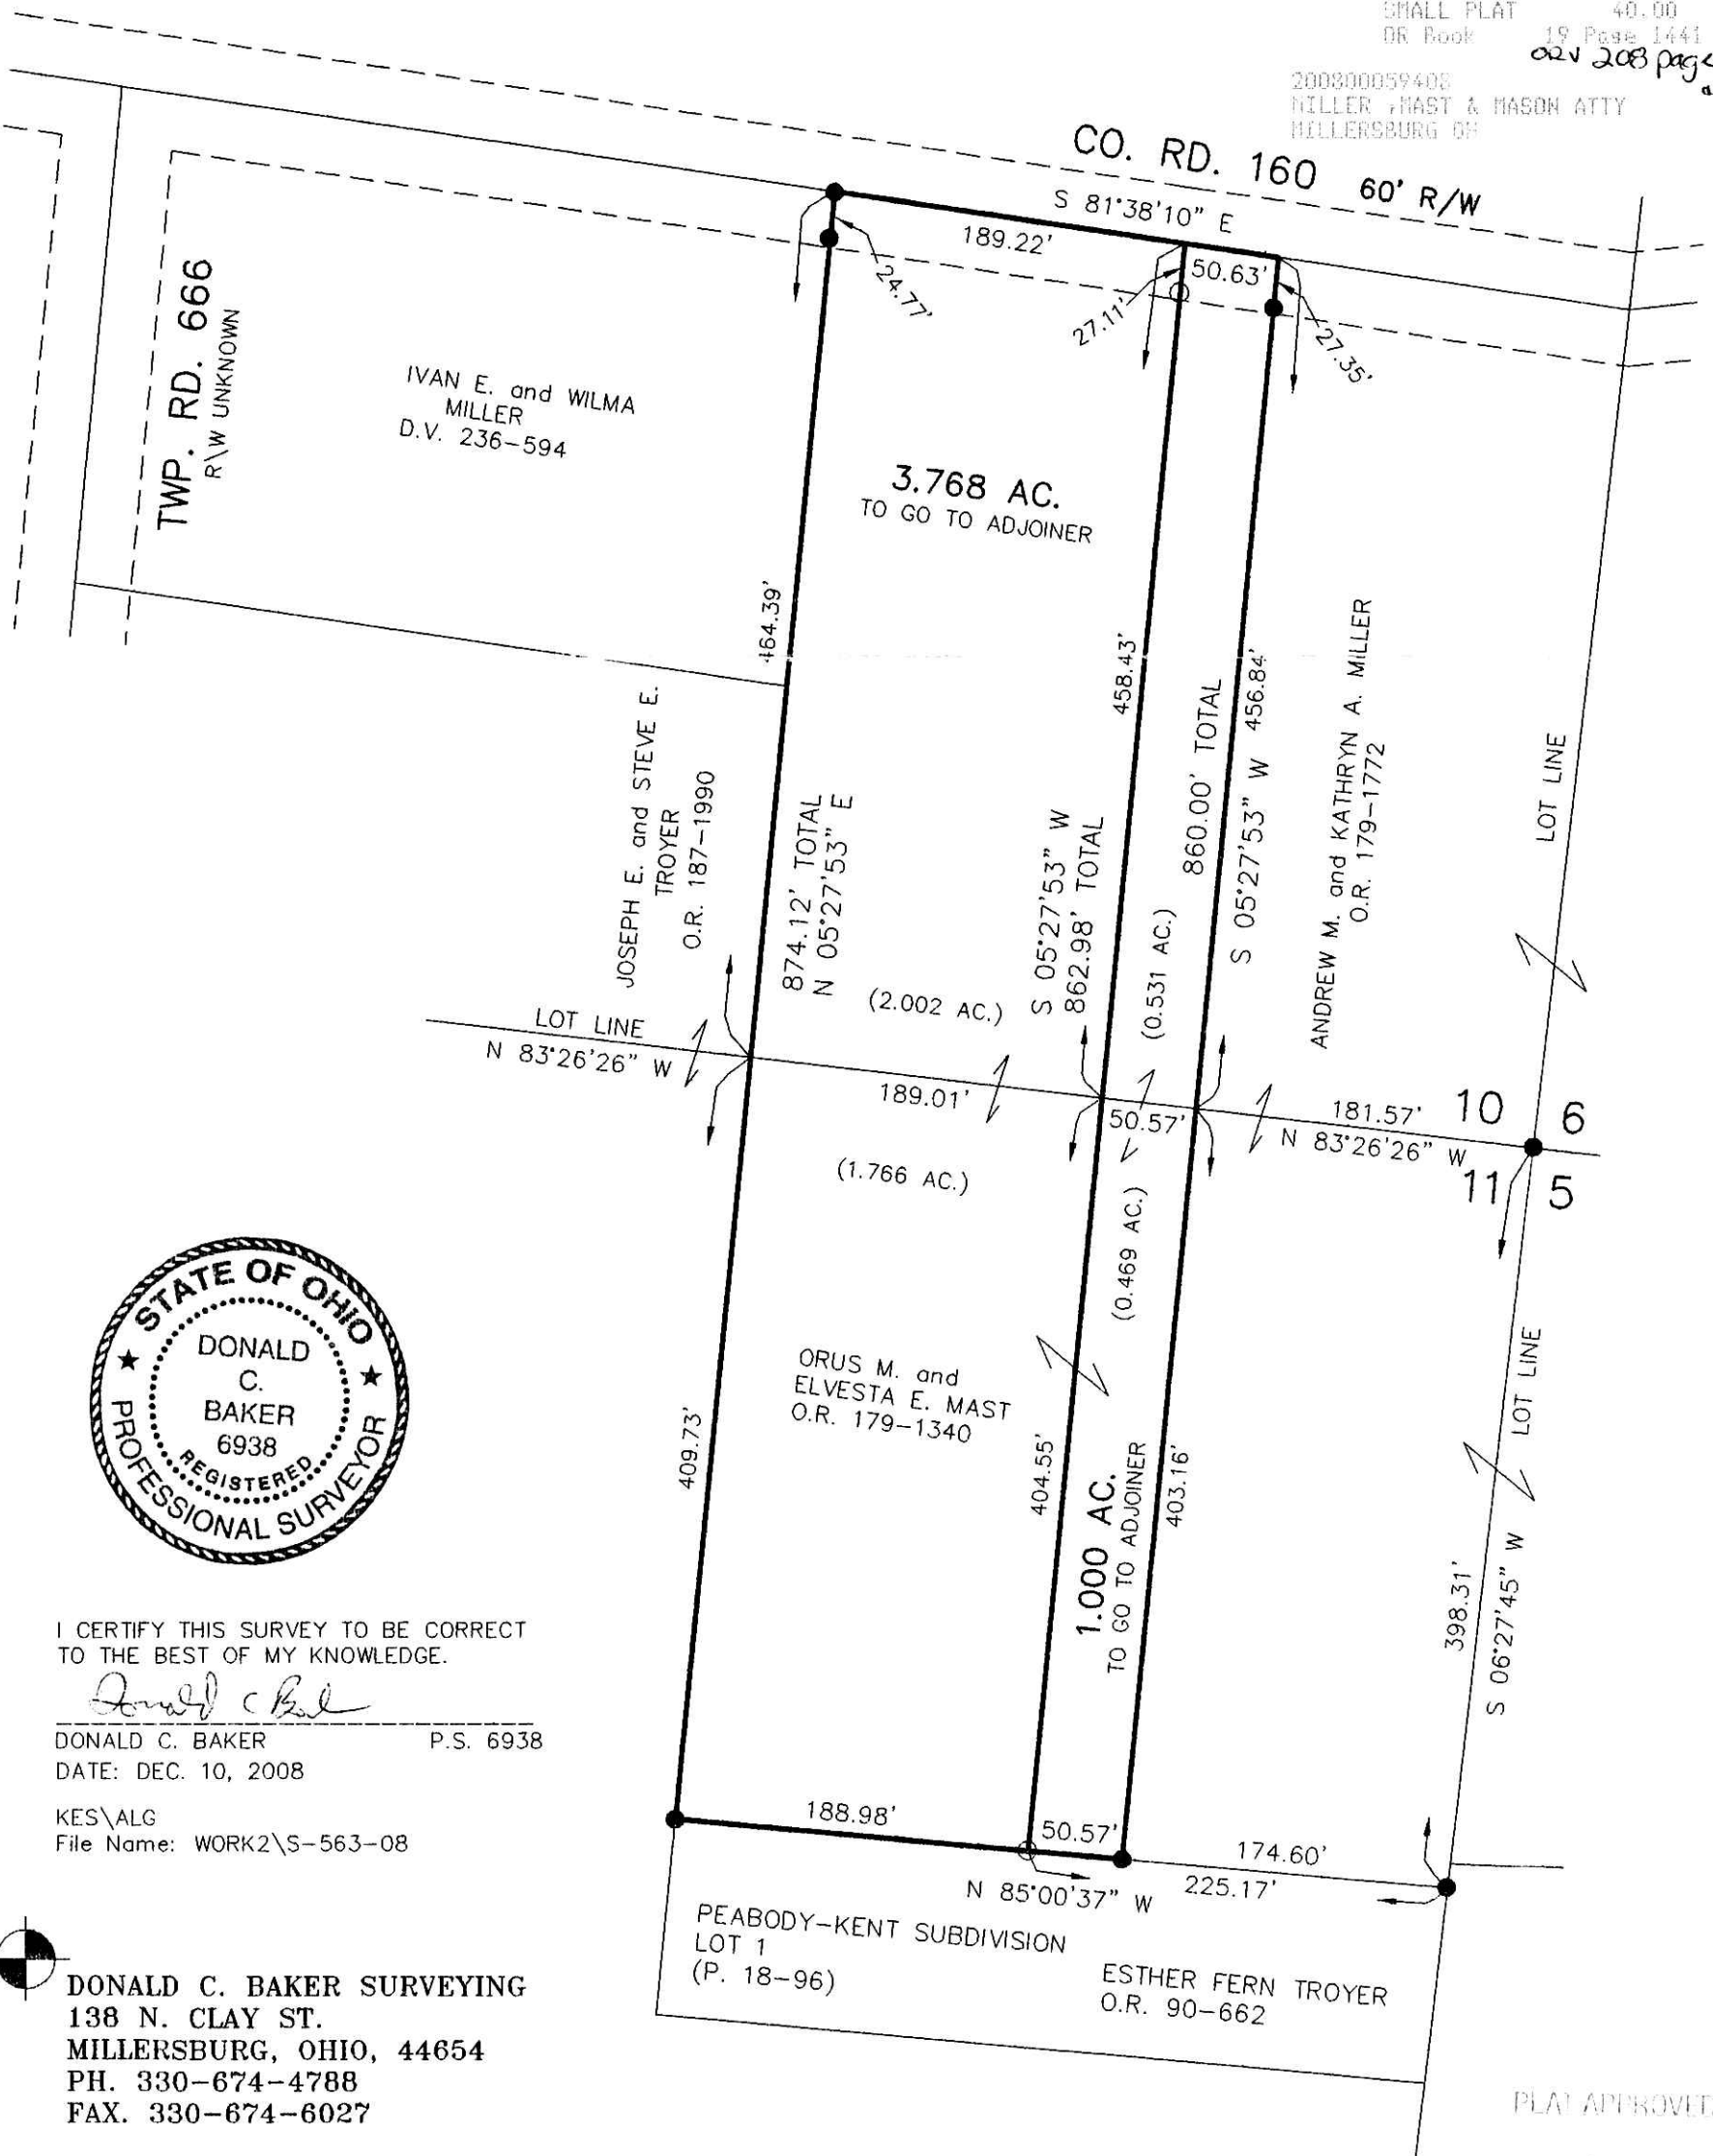 SMALL PLAT 40.00
OR Book 19 Page 1441
208 page
200800059408
MILLER ,MAST & MASON ATTY
MILLERSBURG OH
CO. RD. 160 60' R/W
S 81°38'10" E
189.22'
50.63'
24.77'
27.11'
27.35'
TWP. RD. 666
R\W UNKNOWN
IVAN E. and WILMA
MILLER
D.V. 236-594
3.768 AC.
TO GO TO ADJOINER
464.39'
458.43'
860.00' TOTAL
S 05°27'53" W 456.84'
ANDREW M. and KATHRYN A. MILLER
O.R. 179-1772
LOT LINE
JOSEPH E. and STEVE E.
TROYER
O.R. 187-1990
874.12' TOTAL
N 05°27'53" E
(2.002 AC.)
S 05°27'53" W
862.98' TOTAL
(0.531 AC.)
LOT LINE
N 83°26'26" W
189.01'
50.57'
181.57'
N 83°26'26" W
10 6
11 5
(1.766 AC.)
(0.469 AC.)
ORUS M. and
ELVESTA E. MAST
O.R. 179-1340
409.73'
404.55'
1.000 AC.
TO GO TO ADJOINER
403.16'
LOT LINE
398.31'
S 06°27'45" W
STATE OF OHIO
DONALD
C.
BAKER
6938
REGISTERED
PROFESSIONAL SURVEYOR
I CERTIFY THIS SURVEY TO BE CORRECT
TO THE BEST OF MY KNOWLEDGE.
Donald C Bake
DONALD C. BAKER P.S. 6938
DATE: DEC. 10, 2008
KES\ALG
File Name: WORK2\S-563-08
188.98'
50.57'
174.60'
N 85°00'37" W
225.17'
PEABODY-KENT SUBDIVISION
LOT 1
(P. 18-96)
ESTHER FERN TROYER
O.R. 90-662
DONALD C. BAKER SURVEYING
138 N. CLAY ST.
MILLERSBURG, OHIO, 44654
PH. 330-674-4788
FAX. 330-674-6027
PLAT APPROVED